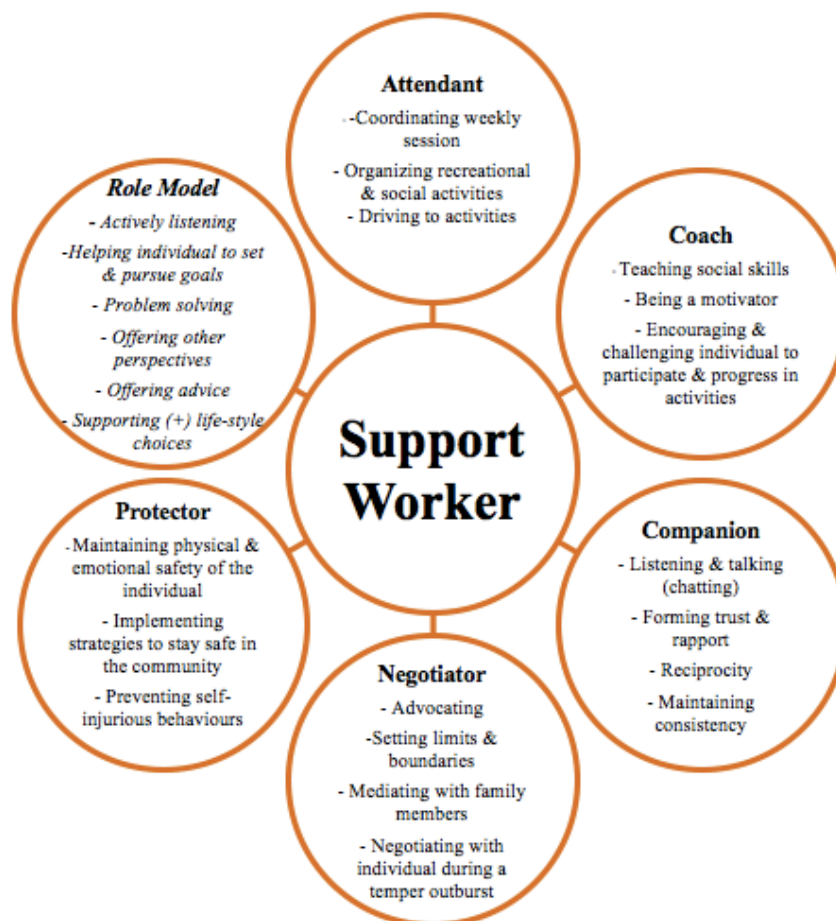 Attendant
- -Coordinating weekly
session
- Organizing recreational
& social activities
- Driving to activities
Role Model
- Actively listening
-Helping individual to set
& pursue goals
- Problem solving
- Offering other
perspectives
- Offering advice
- Supporting (+) life-style
choices
Coach
- Teaching social skills
- Being a motivator
- Encouraging &
challenging individual to
participate & progress in
activities
Support
Worker
Protector
- Maintaining physical &
emotional safety of the
individual
- Implementing
strategies to stay safe in
the community
- Preventing self-
injurious behaviours
Companion
- Listening & talking
(chatting)
- Forming trust &
rapport
- Reciprocity
- Maintaining
consistency
Negotiator
- Advocating
-Setting limits &
boundaries
- Mediating with family
members
- Negotiating with
individual during a
temper outburst